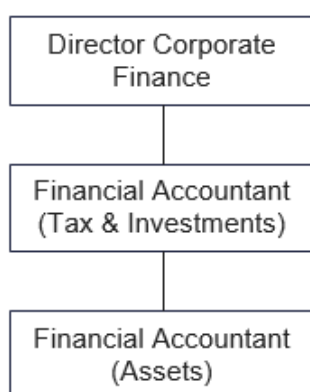 Director Corporate
Finance
Financial Accountant
(Tax & Investments)
Financial Accountant
(Assets)